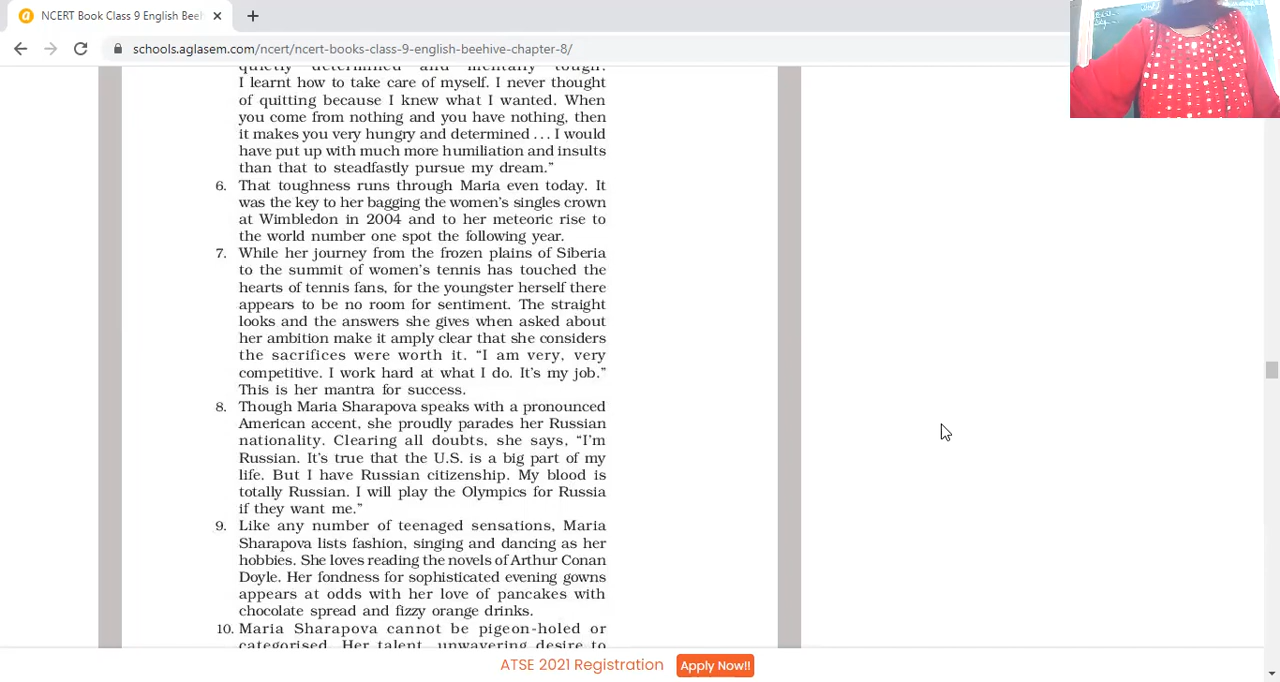 NCERT Book Class 9 English Beeh
schools.aglasem.com/ncert/ncert-books-class-9-english-beehive-chapter-8/
quietly determined and mentally tough.
I learnt how to take care of myself. I never thought
of quitting because I knew what I wanted. When
you come from nothing and you have nothing, then
it makes you very hungry and determined . . . I would
have put up with much more humiliation and insults
than that to steadfastly pursue my dream.”
6. That toughness runs through Maria even today. It
was the key to her bagging the women’s singles crown
at Wimbledon in 2004 and to her meteoric rise to
the world number one spot the following year.
7. While her journey from the frozen plains of Siberia
to the summit of women’s tennis has touched the
hearts of tennis fans, for the youngster herself there
appears to be no room for sentiment. The straight
looks and the answers she gives when asked about
her ambition make it amply clear that she considers
the sacrifices were worth it. “I am very, very
competitive. I work hard at what I do. It’s my job.”
This is her mantra for success.
8. Though Maria Sharapova speaks with a pronounced
American accent, she proudly parades her Russian
nationality. Clearing all doubts, she says, “I’m
Russian. It’s true that the U.S. is a big part of my
life. But I have Russian citizenship. My blood is
totally Russian. I will play the Olympics for Russia
if they want me.”
9. Like any number of teenaged sensations, Maria
Sharapova lists fashion, singing and dancing as her
hobbies. She loves reading the novels of Arthur Conan
Doyle. Her fondness for sophisticated evening gowns
appears at odds with her love of pancakes with
chocolate spread and fizzy orange drinks.
10. Maria Sharapova cannot be pigeon-holed or
categorised. Her talent, unwavering desire to
ATSE 2021 Registration Apply Now!!